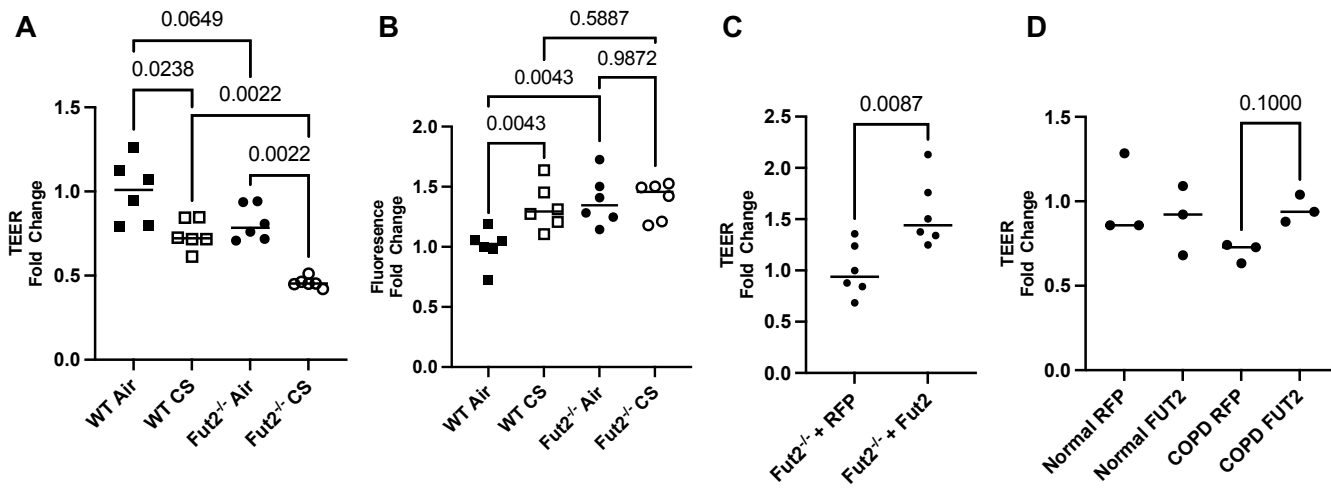 A
0.0649
0.0238
0.0022
0.0022
TEER
Fold Change
1.5
1.0
0.5
0.0
WT Air
WT CS
Fut2-/- Air
Fut2-/- CS
B
0.5887
0.9872
0.0043
0.0043
Fluoresence
Fold Change
2.0
1.5
1.0
0.5
0.0
WT Air
WT CS
Fut2-/- Air
Fut2-/- CS
C
0.0087
TEER
Fold Change
2.5
2.0
1.5
1.0
0.5
0.0
Fut2-/- + RFP
Fut2-/- + Fut2
D
0.1000
TEER
Fold Change
1.5
1.0
0.5
0.0
Normal RFP
Normal FUT2
COPD RFP
COPD FUT2